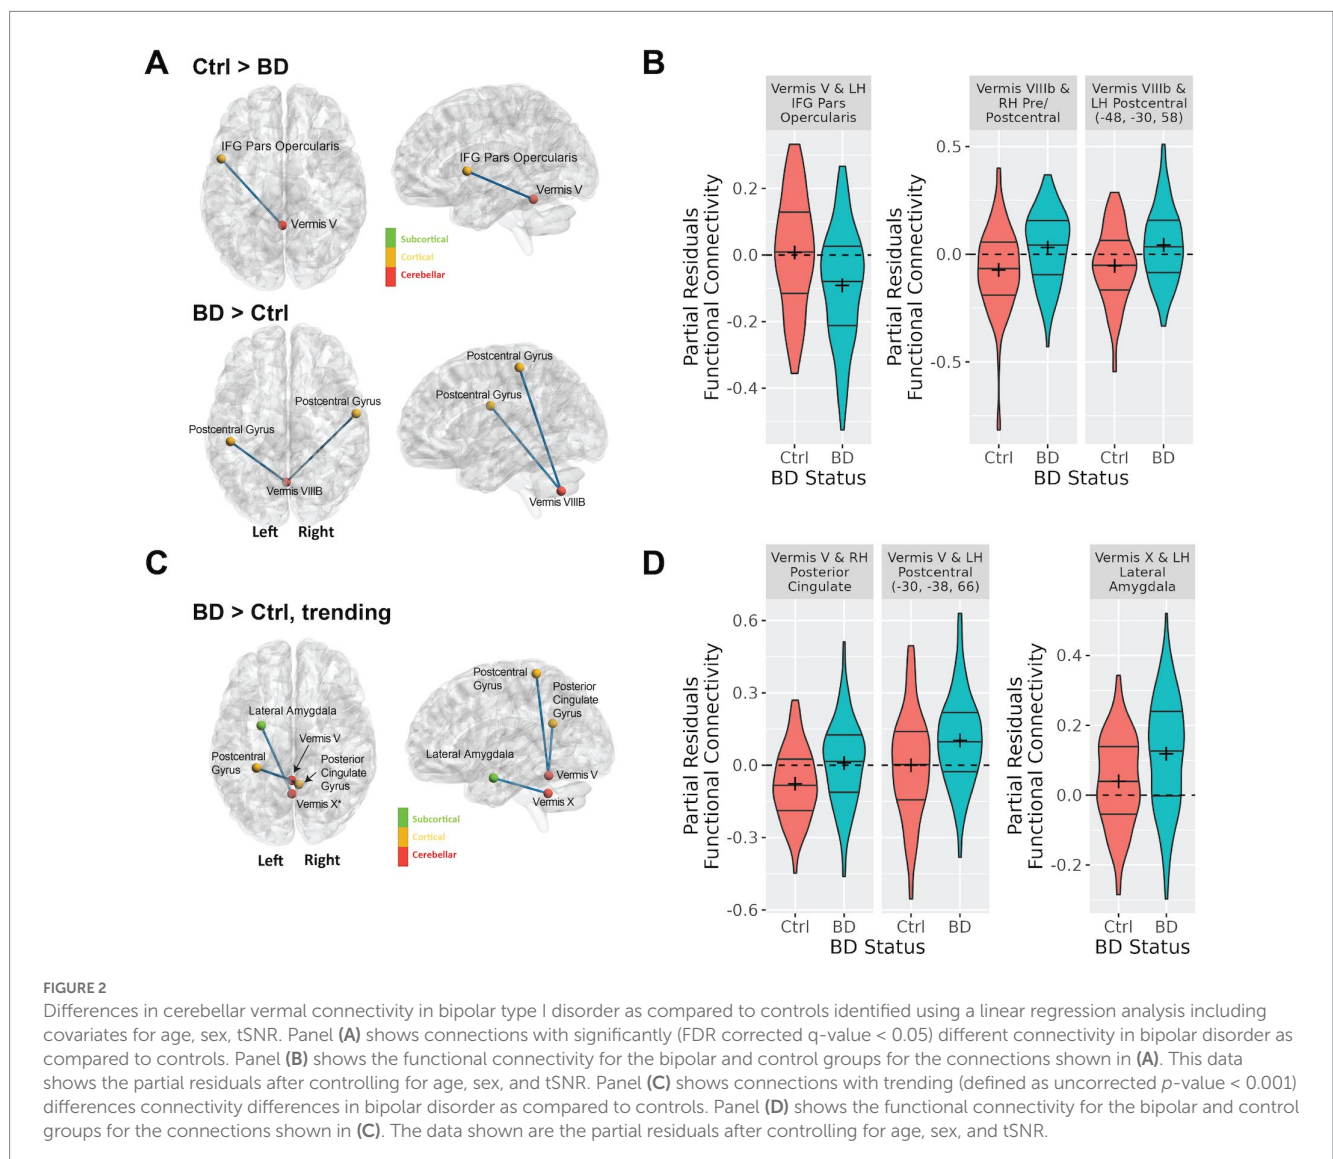 A
Ctrl > BD
IFG Pars Opercularis
Vermis V
IFG Pars Opercularis
Vermis V
Subcortical
Cortical
Cerebellar
BD > Ctrl
Postcentral Gyrus
Postcentral Gyrus
Vermis VIIIB
Left Right
Postcentral Gyrus
Postcentral Gyrus
Vermis VIIIB
B
Vermis V & LH
IFG Pars
Opercularis
Partial Residuals
Functional Connectivity
0.2
0.0
-0.2
-0.4
Ctrl BD
BD Status
Vermis VIIIb &
RH Pre/
Postcentral
Vermis VIIIb &
LH Postcentral
(-48, -30, 58)
Partial Residuals
Functional Connectivity
0.5
0.0
-0.5
Ctrl BD Ctrl BD
BD Status
C
BD > Ctrl, trending
Lateral Amygdala
Vermis V
Postcentral
Gyrus
Posterior
Cingulate
Gyrus
Vermis X*
Left Right
Postcentral
Gyrus
Posterior
Cingulate
Gyrus
Lateral Amygdala
Vermis V
Vermis X
Subcortical
Cortical
Cerebellar
D
Vermis V & RH
Posterior
Cingulate
Vermis V & LH
Postcentral
(-30, -38, 66)
Partial Residuals
Functional Connectivity
0.6
0.3
0.0
-0.3
-0.6
Ctrl BD Ctrl BD
BD Status
Vermis X & LH
Lateral
Amygdala
Partial Residuals
Functional Connectivity
0.4
0.2
0.0
-0.2
Ctrl BD
BD Status
FIGURE 2
Differences in cerebellar vermal connectivity in bipolar type I disorder as compared to controls identified using a linear regression analysis including
covariates for age, sex, tSNR. Panel (A) shows connections with significantly (FDR corrected q-value < 0.05) different connectivity in bipolar disorder as
compared to controls. Panel (B) shows the functional connectivity for the bipolar and control groups for the connections shown in (A). This data
shows the partial residuals after controlling for age, sex, and tSNR. Panel (C) shows connections with trending (defined as uncorrected p-value < 0.001)
differences connectivity differences in bipolar disorder as compared to controls. Panel (D) shows the functional connectivity for the bipolar and control
groups for the connections shown in (C). The data shown are the partial residuals after controlling for age, sex, and tSNR.